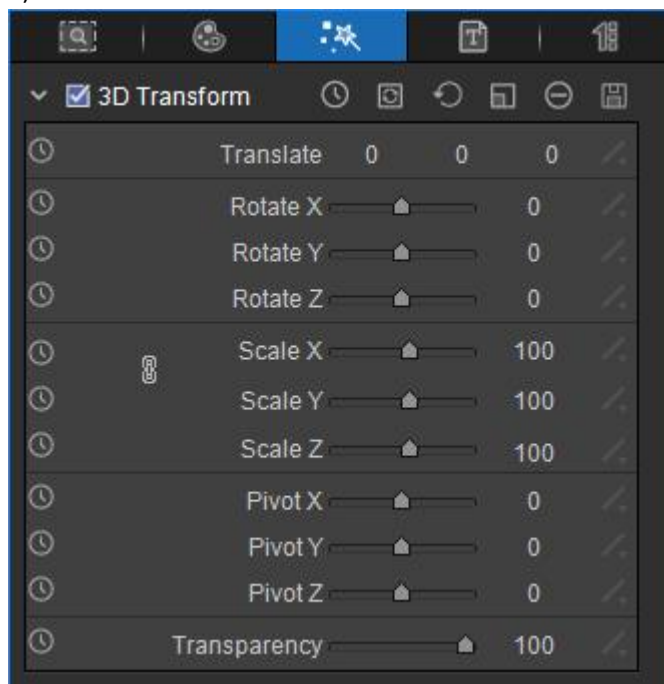 3D Transform
Translate 0 0 0
Rotate X 0
Rotate Y 0
Rotate Z 0
Scale X 100
Scale Y 100
Scale Z 100
Pivot X 0
Pivot Y 0
Pivot Z 0
Transparency 100